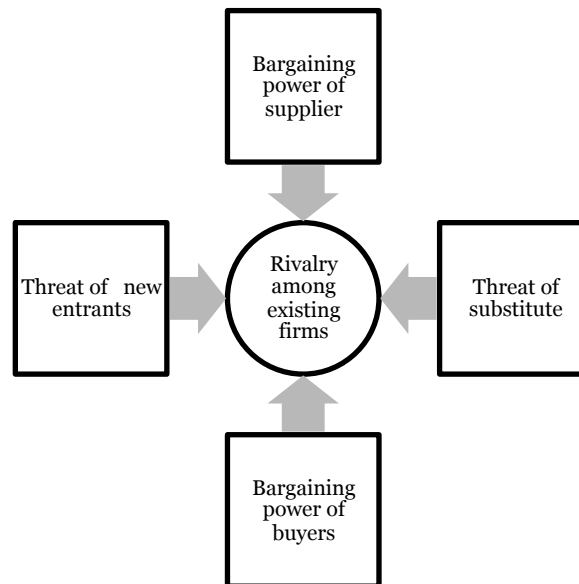 Bargaining
power of
supplier
Threat of new
entrants
Rivalry
among
existing
firms
Threat of
substitute
Bargaining
power of
buyers